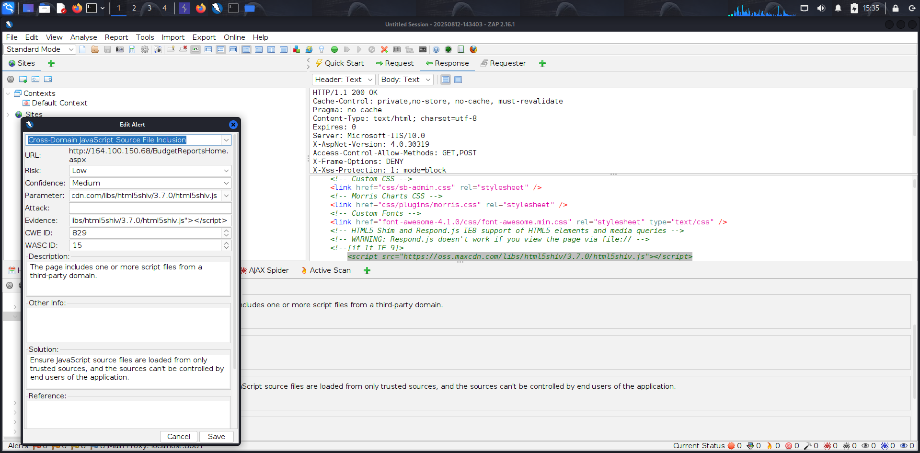 1 2 3 4
15:35
Untitled Session - 20250812-143403 - ZAP 2.16.1
File Edit View Analyse Report Tools Import Export Online Help
Standard Mode
Sites
Quick Start Request Response Requester
Header: Text Body: Text
Contexts
Default Context
Sites
HTTP/1.1 200 OK
Cache-Control: private,no-store, no-cache, must-revalidate
Pragma: no-cache
Content-Type: text/html; charset=utf-8
Expires: 0
Server: Microsoft-IIS/10.0
X-AspNet-Version: 4.0.30319
Access-Control-Allow-Methods: GET,POST
X-Frame-Options: DENY
X-Xss-Protection: 1; mode=block
<!-- Custom CSS -->
<link href="css/sb-admin.css" rel="stylesheet" />
<!-- Morris Charts CSS -->
<link href="css/plugins/morris.css" rel="stylesheet" />
<!-- Custom Fonts -->
<link href="font-awesome-4.1.0/css/font-awesome.min.css" rel="stylesheet" type="text/css" />
<!-- HTML5 Shim and Respond.js IE8 support of HTML5 elements and media queries -->
<!-- WARNING: Respond.js doesn't work if you view the page via file:// -->
<!--[if lt IE 9]>
<script src="https://oss.maxcdn.com/libs/html5shiv/3.7.0/html5shiv.js"></script>
Edit Alert
Cross-Domain JavaScript Source File Inclusion
URL: http://164.100.150.68/BudgetReportsHome.
aspx
Risk: Low
Confidence: Medium
Parameter: cdn.com/libs/html5shiv/3.7.0/html5shiv.js
Attack:
Evidence: lbs/html5shiv/3.7.0/html5shiv.js"></script>
CWE ID: 829
WASC ID: 15
Description:
The page includes one or more script files from a
third-party domain.
Other Info:
Solution:
Ensure JavaScript source files are loaded from only
trusted sources, and the sources can't be controlled by
end users of the application.
Reference:
Cancel Save
AJAX Spider Active Scan
cludes one or more script files from a third-party domain.
Script source files are loaded from only trusted sources, and the sources can't be controlled by end users of the application.
Alerts
Current Status 0 0 0 0 0 0 0 0 0 0